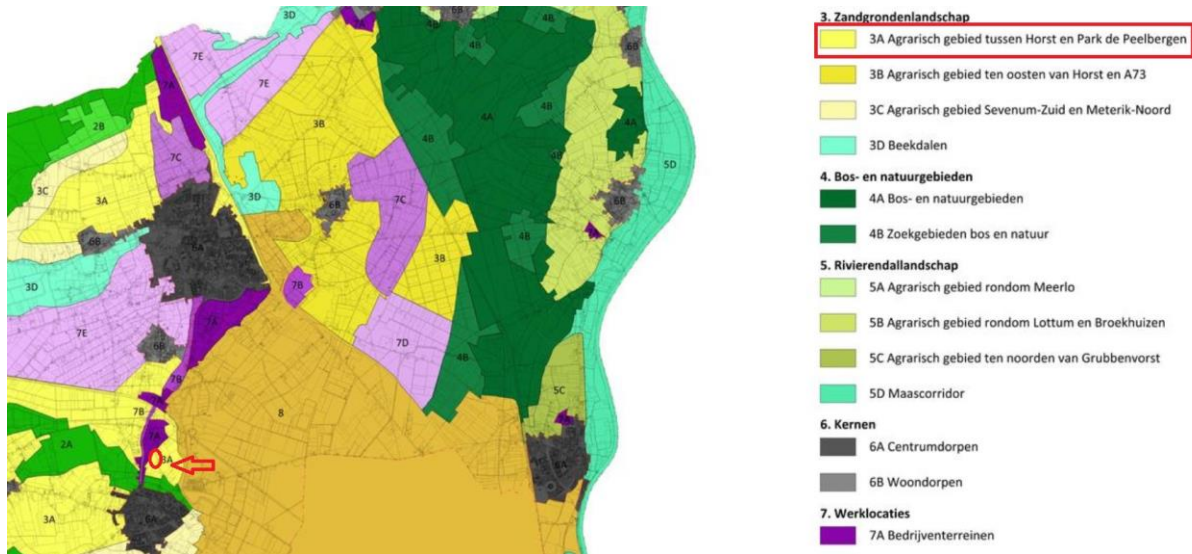 3D
7A
4B
4B
3. Zandgrondenlandschap
3A Agrarisch gebied tussen Horst en Park de Peelbergen
3B Agrarisch gebied ten oosten van Horst en A73
3C Agrarisch gebied Sevenum-Zuid en Meterik-Noord
3D Beekdalen
4. Bos- en natuurgebieden
4A Bos- en natuurgebieden
4B Zoekgebieden bos en natuur
5. Rivierendallandschap
5A Agrarisch gebied rondom Meerlo
5B Agrarisch gebied rondom Lottum en Broekhuizen
5C Agrarisch gebied ten noorden van Grubbenvorst
5D Maascorridor
6. Kernen
6A Centrumdorpen
6B Woondorpen
7. Werklocaties
7A Bedrijventerreinen
7E
6B
7A
7E
4B
4A
2B
3B
4B
4A
7C
5D
3C
3A
3D
6B
7C
6B
6B
6A
4B
3D
3B
7B
7E
7A
7D
6B
4B
7B
5C
7B
8
7A
2A
3A
6A
3A
6A